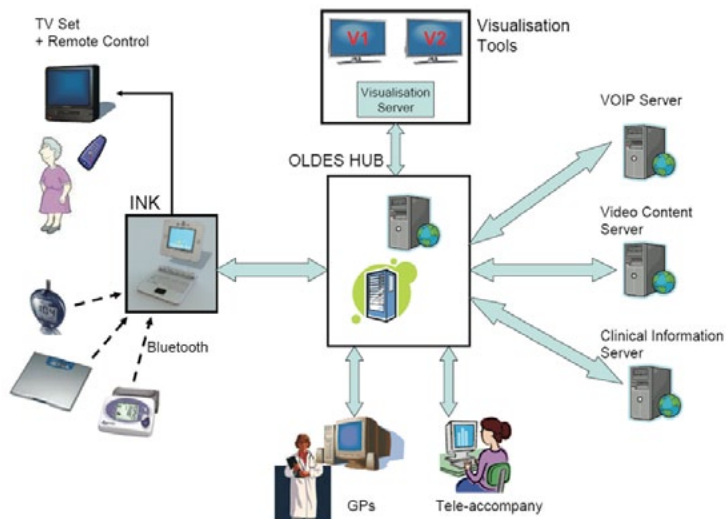 TV Set
+ Remote Control
V1
V2
Visualisation
Tools
Visualisation
Server
VOIP Server
OLDES HUB
INK
Video Content
Server
Bluetooth
Clinical Information
Server
GPs
Tele-accompany